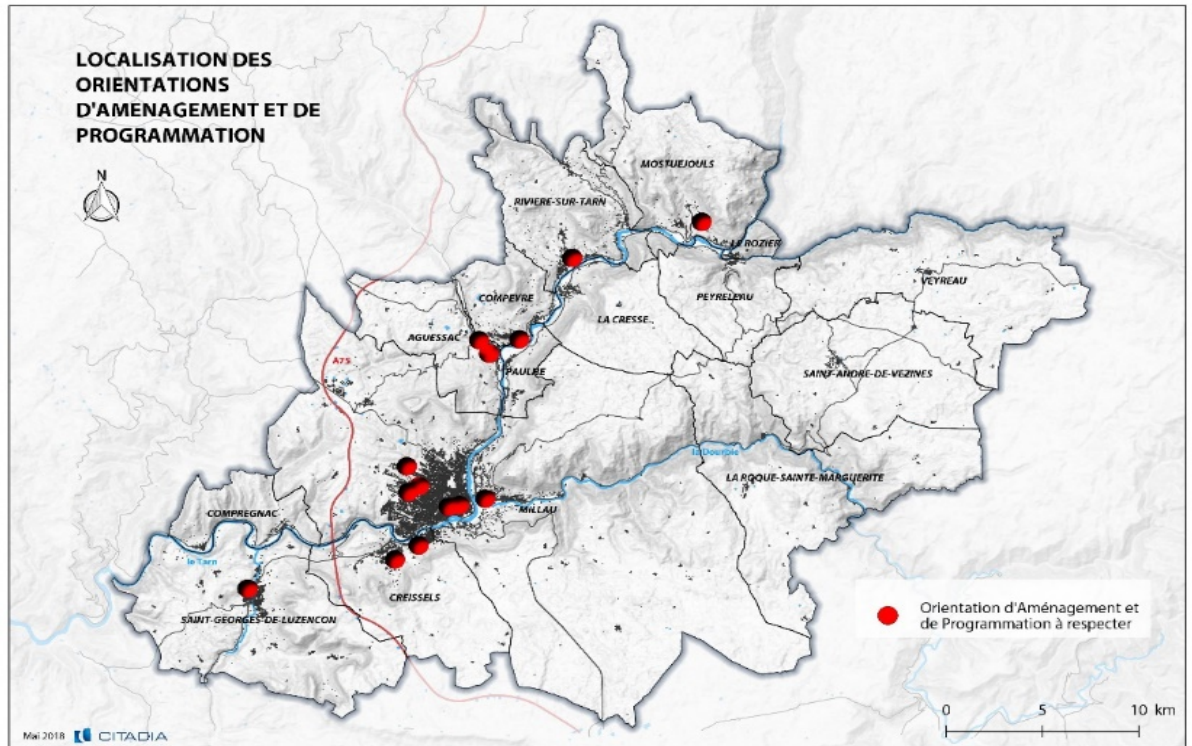 LOCALISATION DES
ORIENTATIONS
D'AMENAGEMENT ET DE
PROGRAMMATION
N
MOSTUEJOULS
RIVIERE-SUR-TARN
LE ROZIER
VEYREAU
PEYRELEAU
COMPEYRE
LA CRESSE
AGUESSAC
A75
PAULHE
SAINT-ANDRE-DE-VEZINES
la Dourbie
LA ROQUE-SAINTE-MARGUERITE
MILLAU
COMPREGNAC
le Tarn
CREISSELS
SAINT-GEORGES-DE-LUZENCON
Orientation d'Aménagement et
de Programmation à respecter
0 5 10 km
Mai 2018 CITADIA